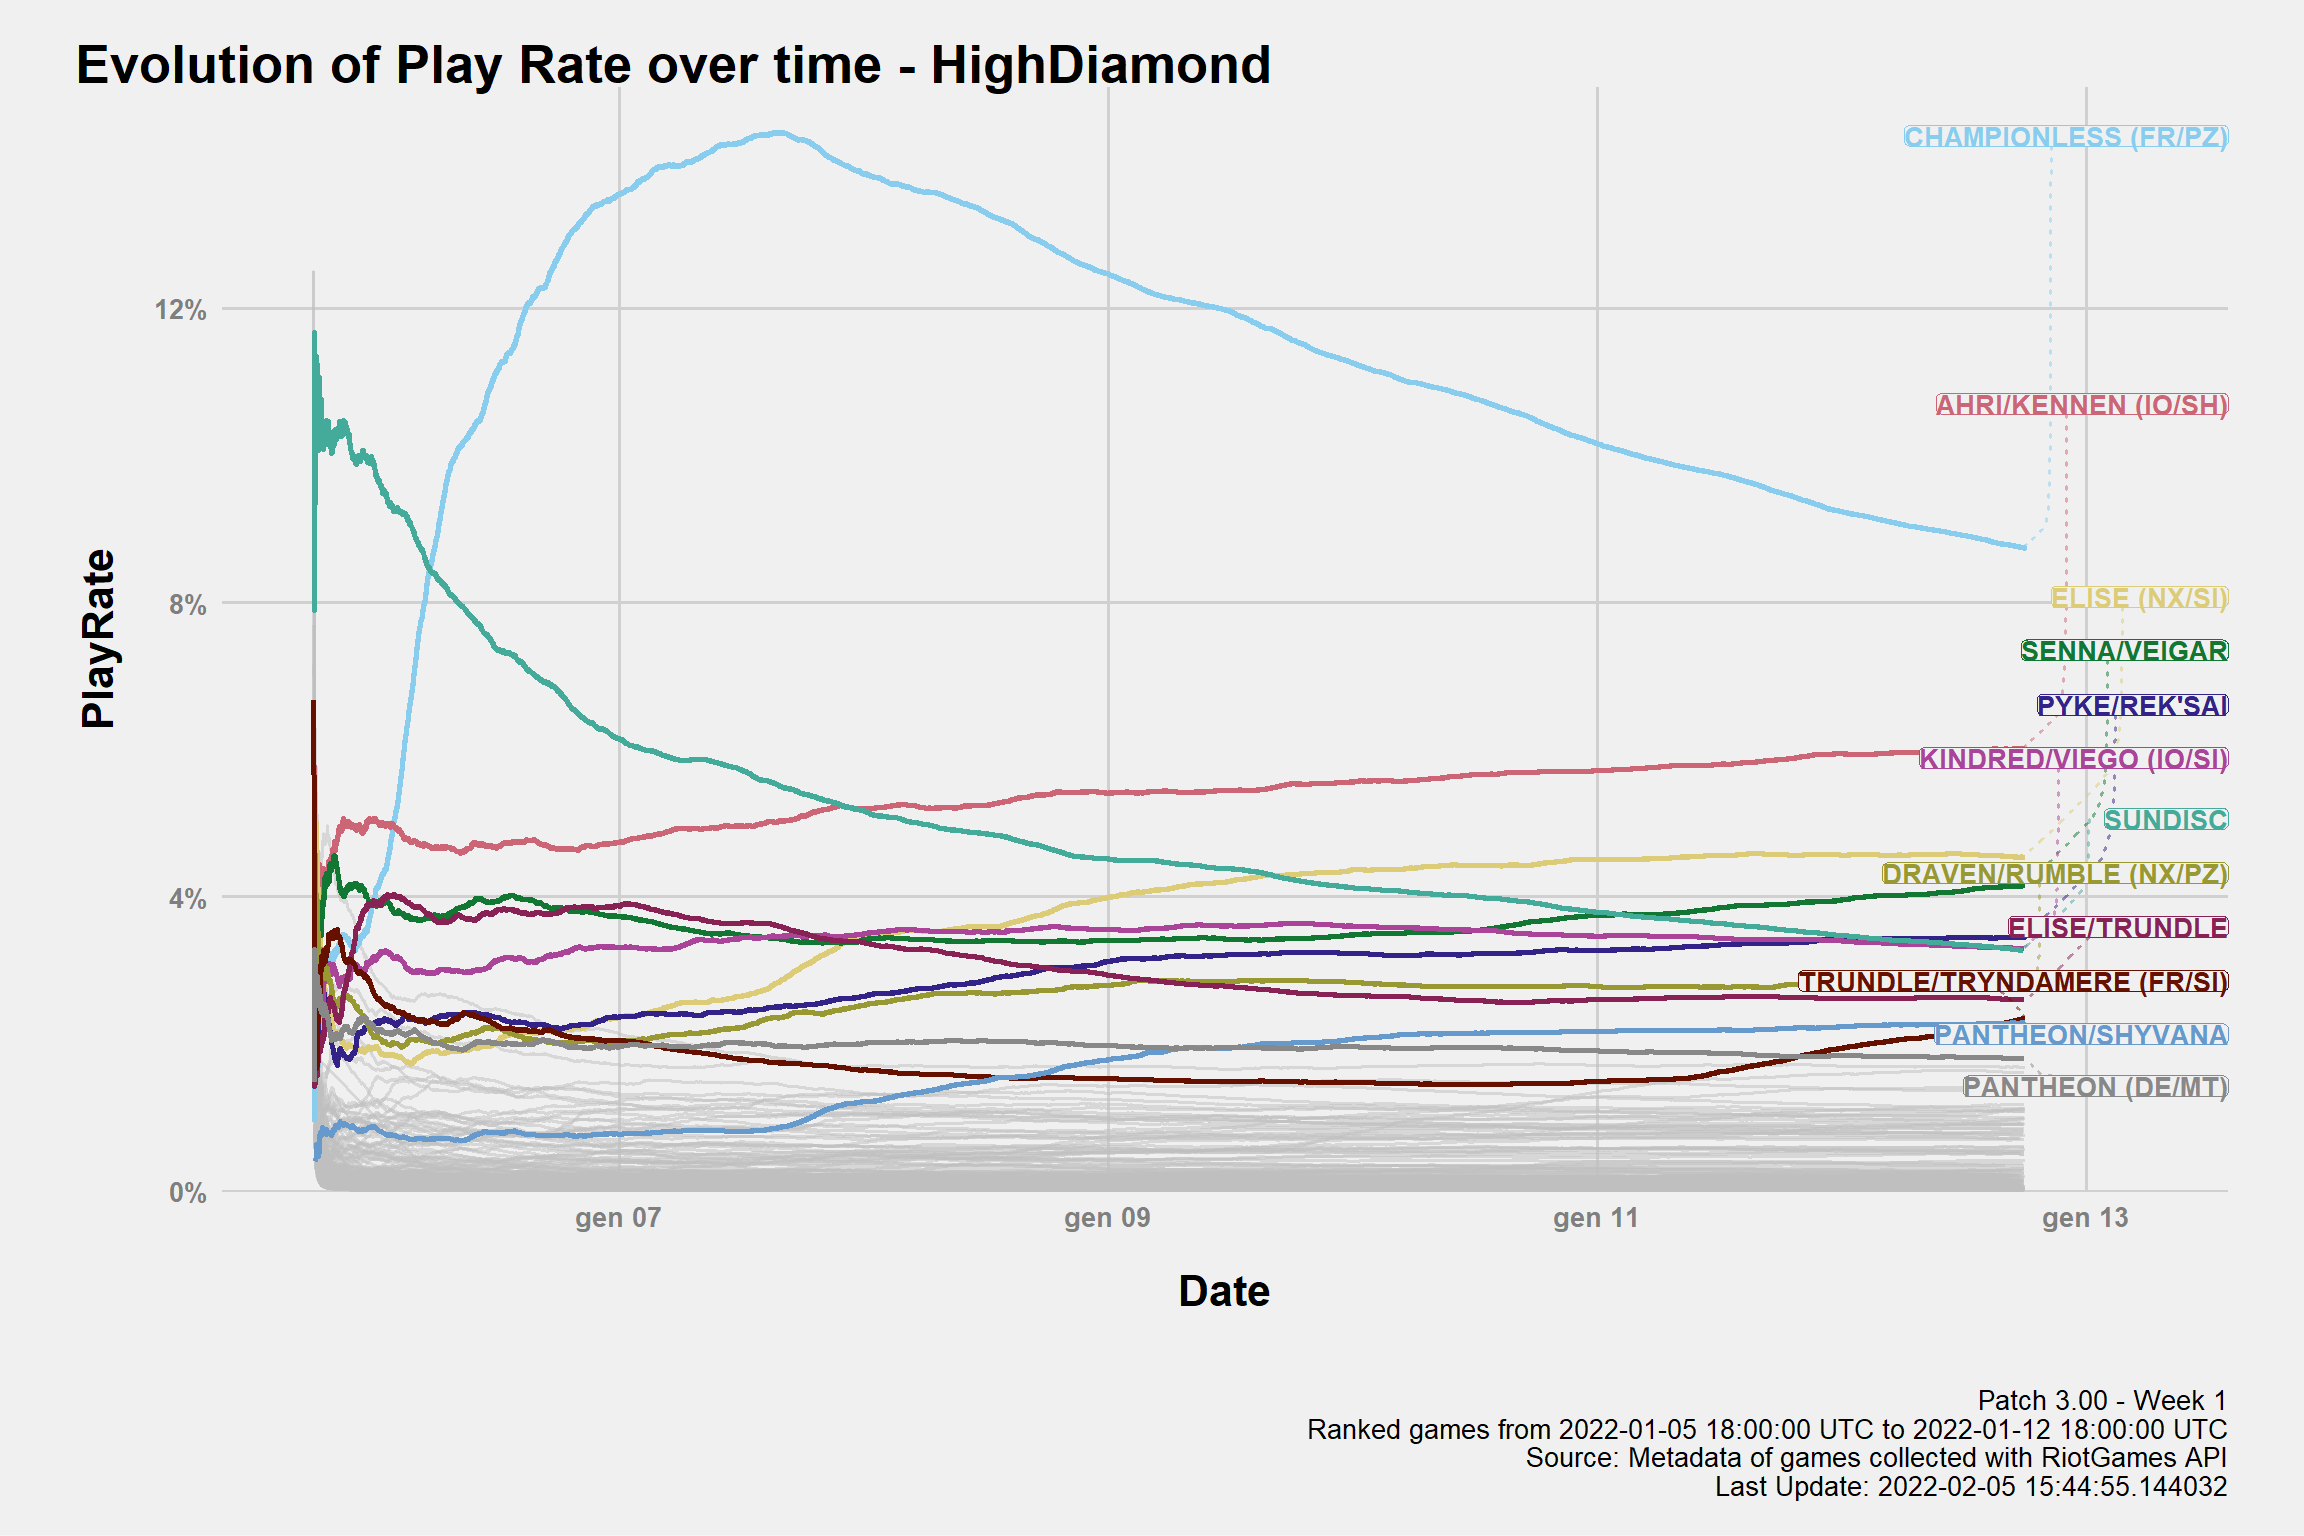 Evolution of Play Rate over time - HighDiamond
CHAMPIONLESS (FR/PZ)
12%
AHRI/KENNEN (IO/SH)
8%
ELISE (NX/SI)
SENNA/VEIGAR
PlayRate
PYKE/REK'SAI
KINDRED/VIEGO (IO/SI)
SUNDISC
DRAVEN/RUMBLE (NX/PZ)
4%
ELISE/TRUNDLE
TRUNDLE/TRYNDAMERE (FR/SI)
PANTHEON/SHYVANA
PANTHEON (DE/MT)
0%
gen 07
gen 09
gen 11
gen 13
Date
Patch 3.00 - Week 1
Ranked games from 2022-01-05 18:00:00 UTC to 2022-01-12 18:00:00 UTC
Source: Metadata of games collected with RiotGames API
Last Update: 2022-02-05 15:44:55.144032